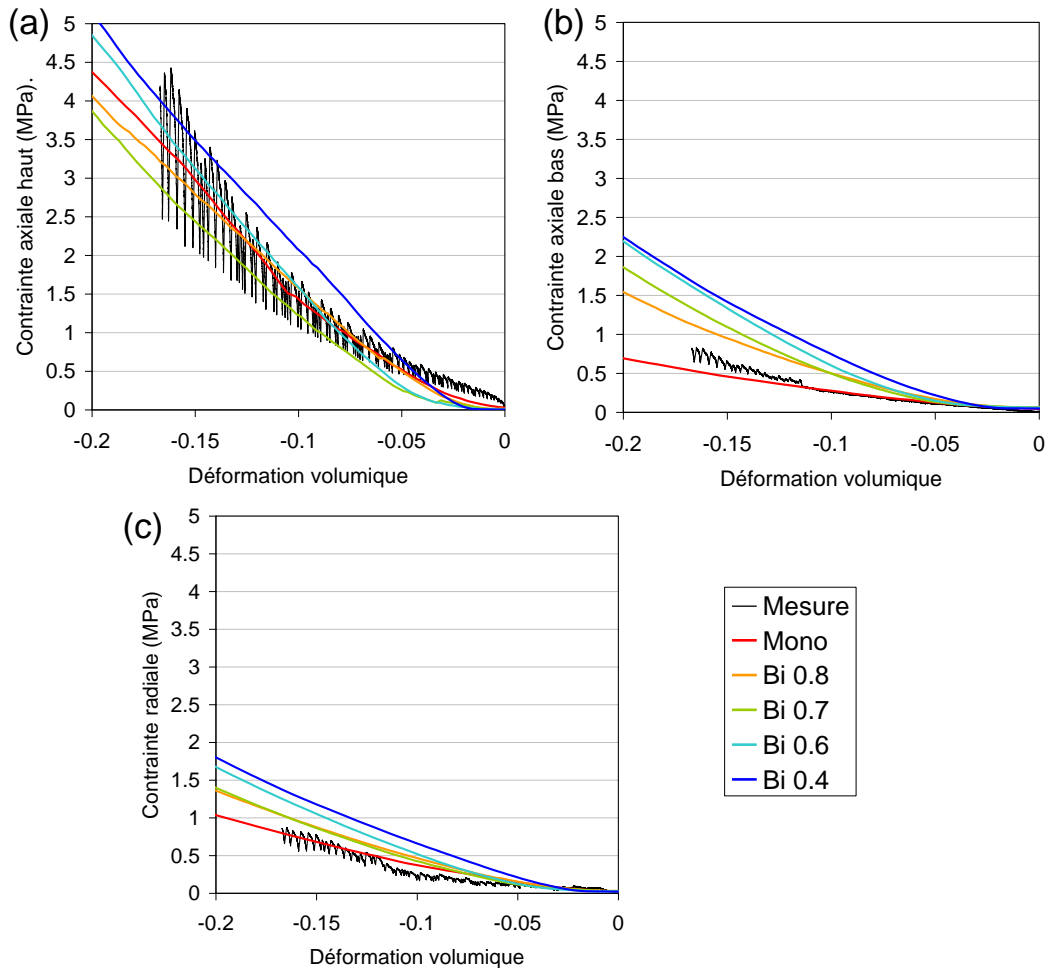 (a)
Contrainte axiale haut (MPa).
5
4.5
4
3.5
3
2.5
2
1.5
1
0.5
0
-0.2 -0.15 -0.1 -0.05 0
Déformation volumique
(b)
Contrainte axiale bas (MPa)
5
4.5
4
3.5
3
2.5
2
1.5
1
0.5
0
-0.2 -0.15 -0.1 -0.05 0
Déformation volumique
(c)
Contrainte radiale (MPa)
5
4.5
4
3.5
3
2.5
2
1.5
1
0.5
0
-0.2 -0.15 -0.1 -0.05 0
Déformation volumique
Mesure
Mono
Bi 0.8
Bi 0.7
Bi 0.6
Bi 0.4